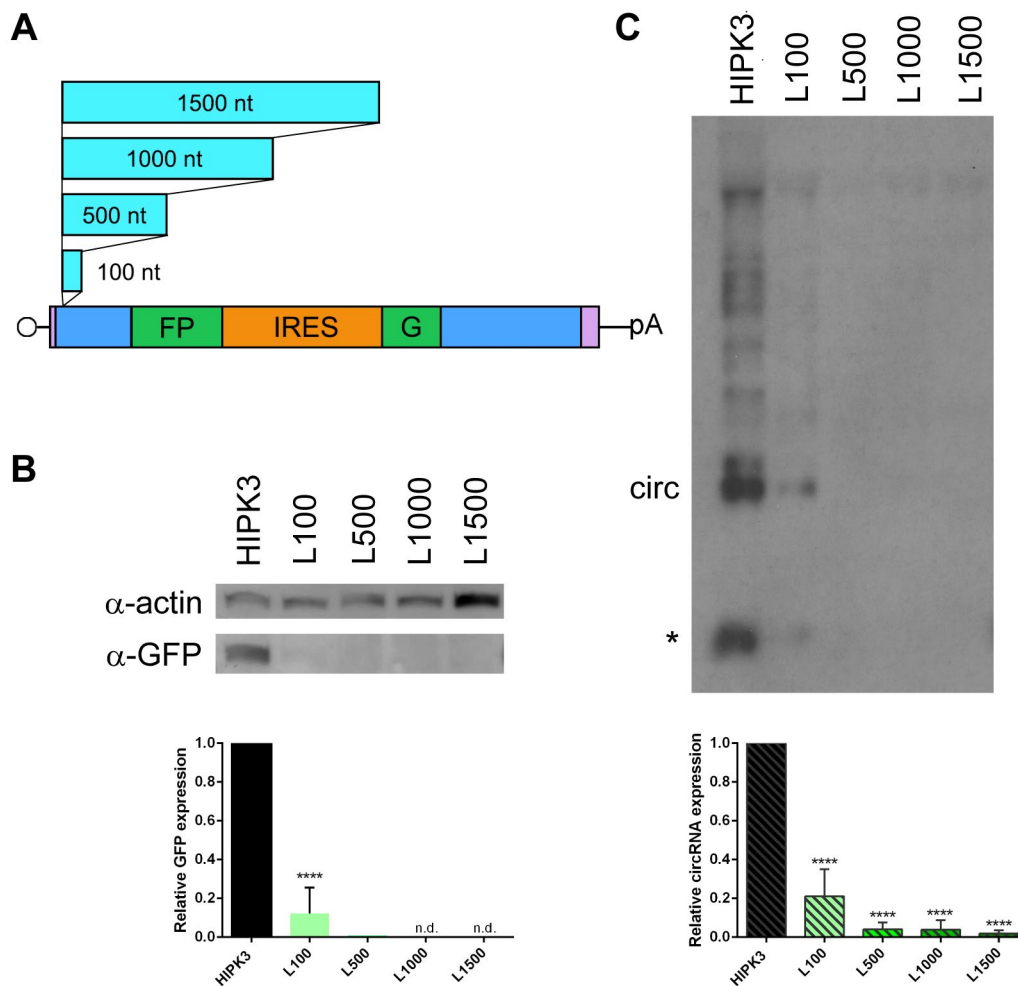 A
1500 nt
1000 nt
500 nt
100 nt
FP IRES G pA
B
HIPK3 L100 L500 L1000 L1500
α-actin
α-GFP
Relative GFP expression
1.0
0.8
0.6
0.4
0.2
0.0
****
n.d. n.d.
HIPK3 L100 L500 L1000 L1500
C
HIPK3 L100 L500 L1000 L1500
circ
*
Relative circRNA expression
1.0
0.8
0.6
0.4
0.2
0.0
**** **** **** ****
HIPK3 L100 L500 L1000 L1500